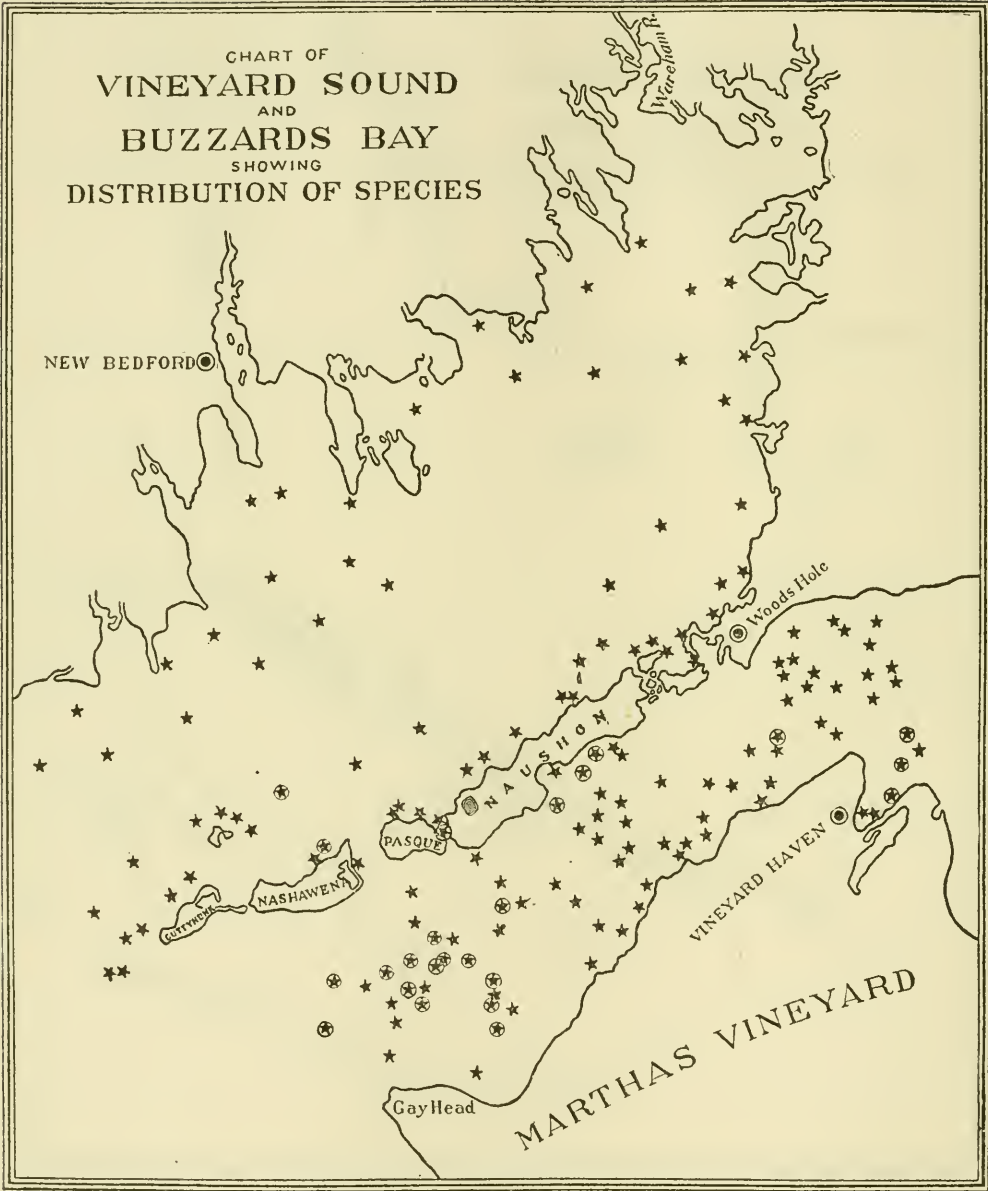 CHART OF
VINEYARD SOUND
AND
BUZZARDS BAY
SHOWING
DISTRIBUTION OF SPECIES
Wareham R.
NEW BEDFORD
Woods Hole
NAUSHON
PASQUE
NASHAWENA
CUTTYHUNK
VINEYARD HAVEN
MARTHAS VINEYARD
Gay Head